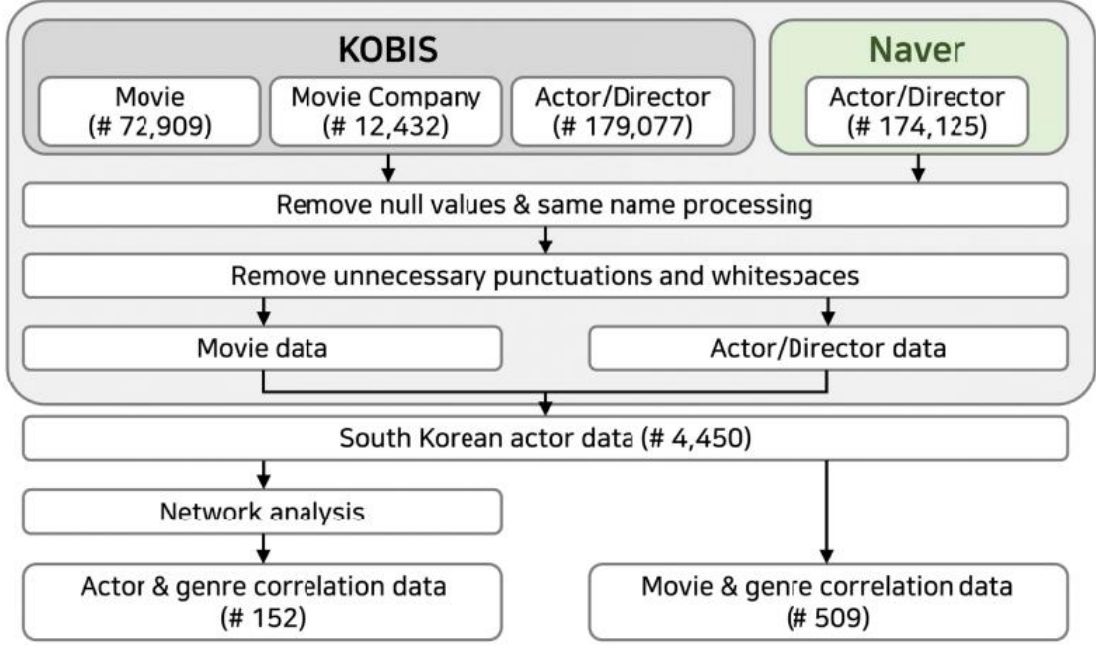 KOBIS
Naver
Movie
(# 72,909)
Movie Company
(# 12,432)
Actor/Director
(# 179,077)
Actor/Director
(# 174,125)
Remove null values & same name processing
Remove unnecessary punctuations and whitespaces
Movie data
Actor/Director data
South Korean actor data (# 4,450)
Network analysis
Actor & genre correlation data
(# 152)
Movie & genre correlation data
(# 509)